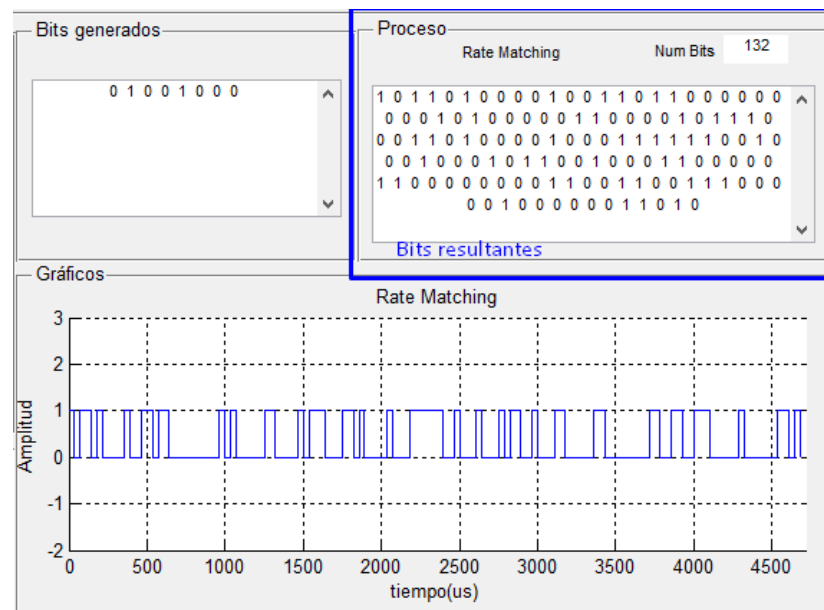 Bits generados
0 1 0 0 1 0 0 0
Proceso
Rate Matching
Num Bits
132
1 0 1 1 0 1 0 0 0 0 1 0 0 1 1 0 1 1 0 0 0 0 0 0
0 0 0 1 0 1 0 0 0 0 0 1 1 0 0 0 0 1 0 1 1 1 0
0 0 1 1 0 1 0 0 0 0 1 0 0 0 1 1 1 1 1 1 0 0 1 0
0 0 1 0 0 0 1 0 1 1 0 0 1 0 0 0 1 1 0 0 0 0 0
1 1 0 0 0 0 0 0 0 0 1 1 0 0 1 1 0 0 1 1 1 0 0 0
0 0 1 0 0 0 0 0 0 1 1 0 1 0
Bits resultantes
Gráficos
Rate Matching
3
2
1
0
-1
-2
Amplitud
0 500 1000 1500 2000 2500 3000 3500 4000 4500
tiempo(us)